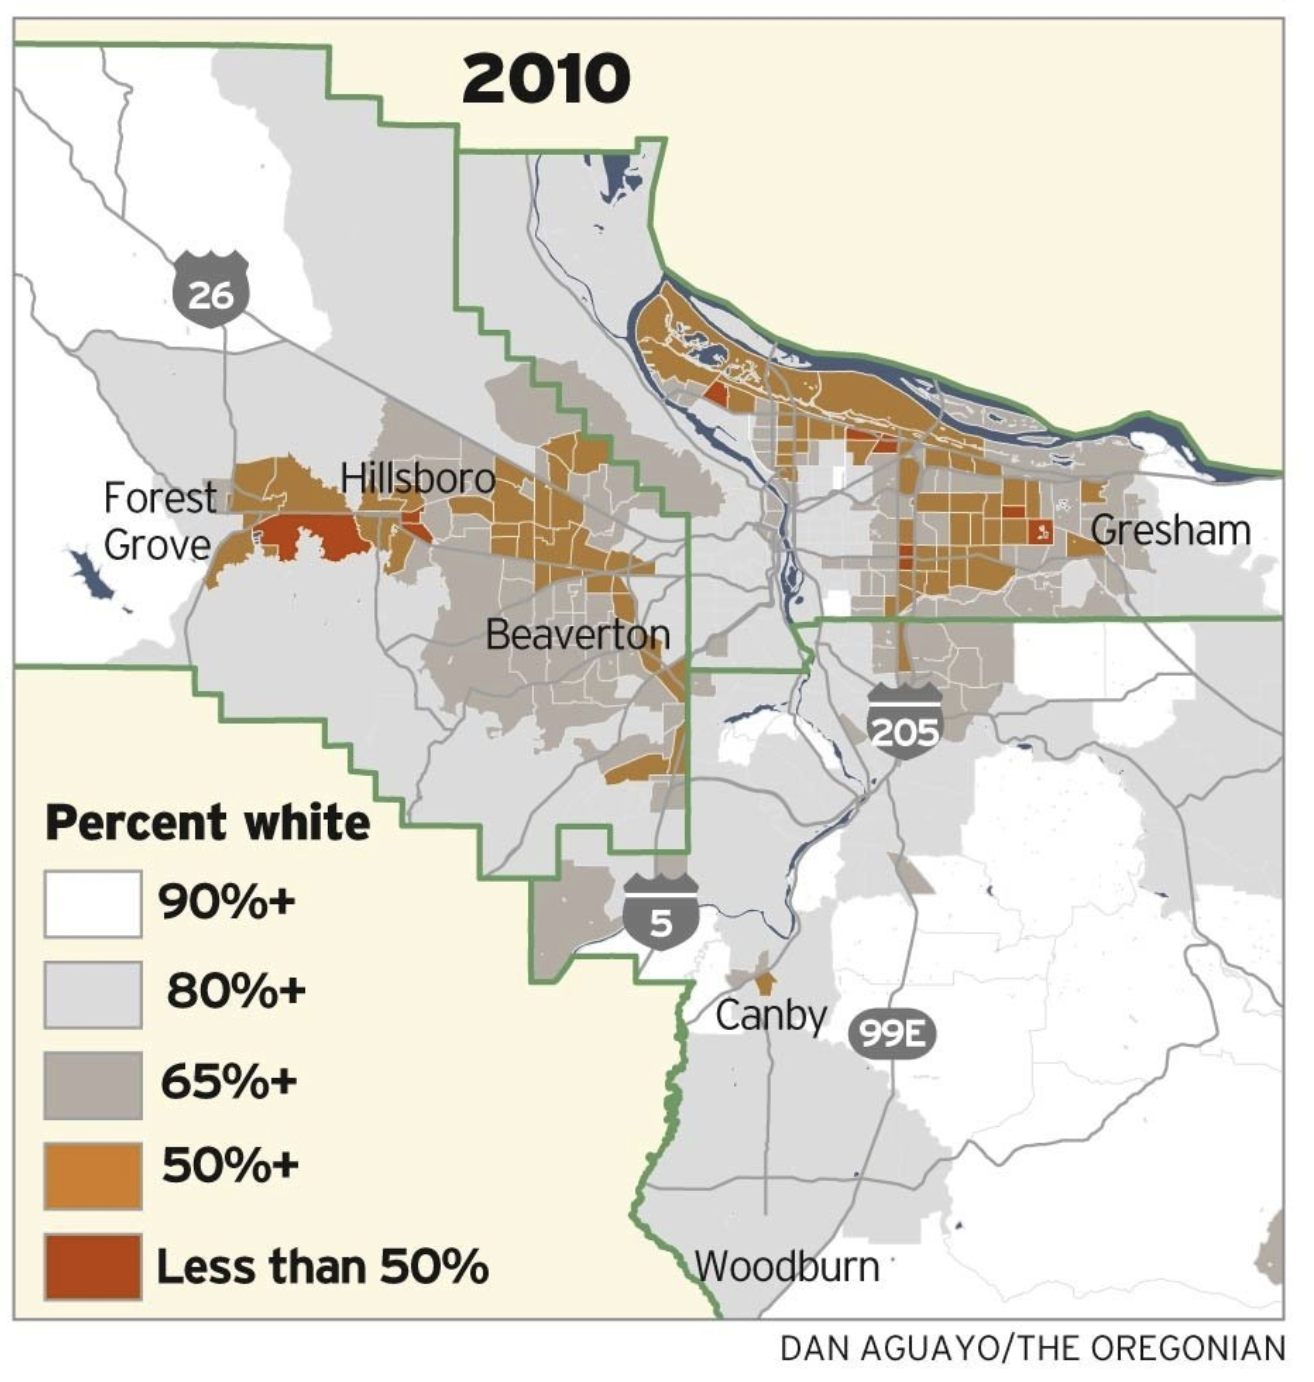 2010
26
Hillsboro
Forest
Grove
Gresham
Beaverton
205
Percent white
90%+
80%+
65%+
50%+
Less than 50%
5
Canby
99E
Woodburn
DAN AGUAYO/THE OREGONIAN